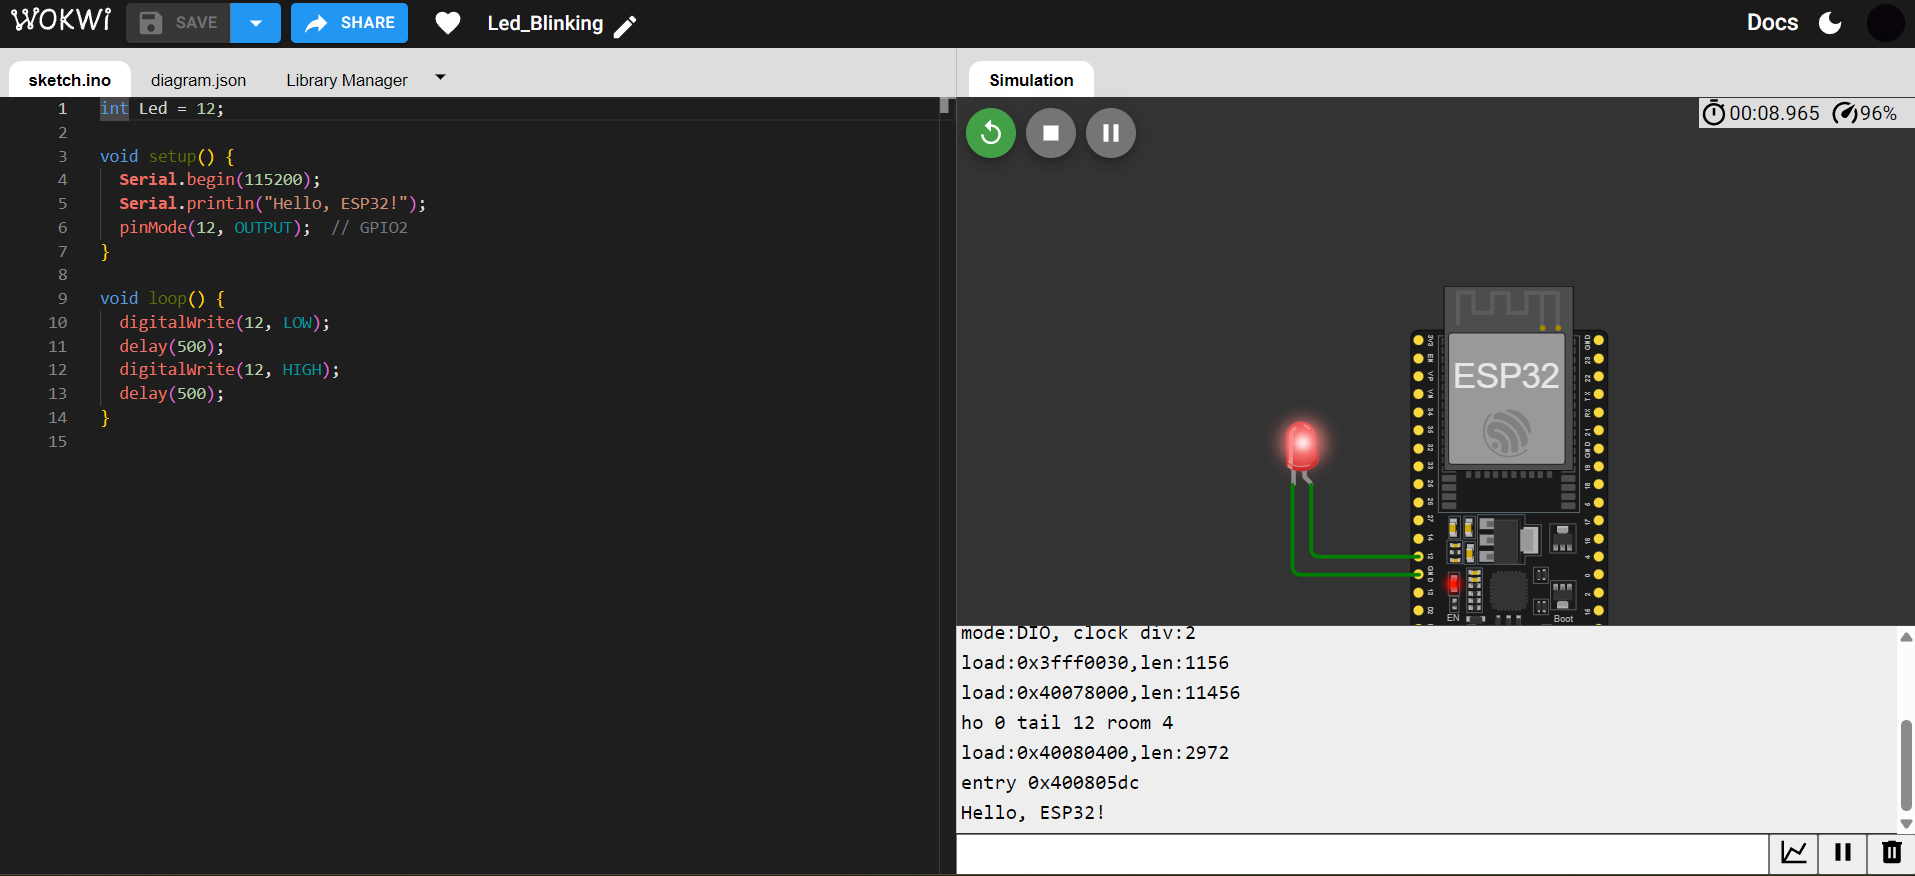 WOKWI SAVE SHARE Led_Blinking Docs
sketch.ino diagram.json Library Manager
1 int Led = 12;
2
3 void setup() {
4 Serial.begin(115200);
5 Serial.println("Hello, ESP32!");
6 pinMode(12, OUTPUT); // GPIO2
7 }
8
9 void loop() {
10 digitalWrite(12, LOW);
11 delay(500);
12 digitalWrite(12, HIGH);
13 delay(500);
14 }
15
Simulation
00:08.965 96%
ESP32
EN
Boot
mode:DIO, clock div:2
load:0x3fff0030,len:1156
load:0x40078000,len:11456
ho 0 tail 12 room 4
load:0x40080400,len:2972
entry 0x400805dc
Hello, ESP32!